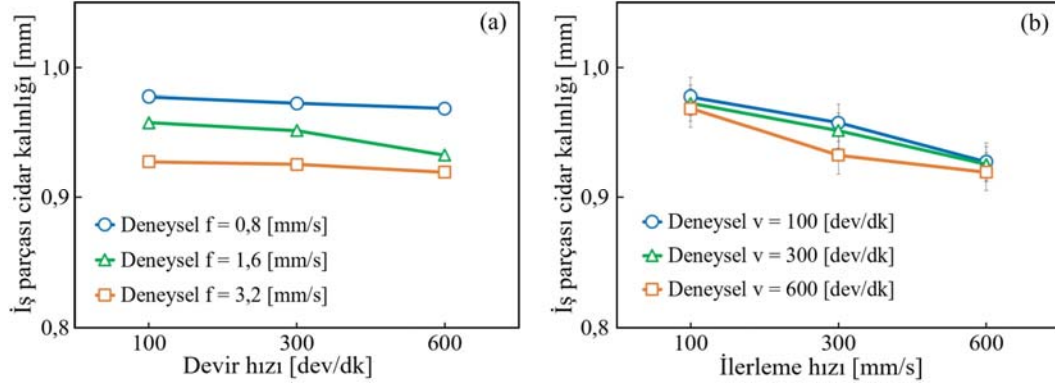 (a)
İş parçası cidar kalınlığı [mm]
1,0
0,9
0,8
Deneysel f = 0,8 [mm/s]
Deneysel f = 1,6 [mm/s]
Deneysel f = 3,2 [mm/s]
100 300 600
Devir hızı [dev/dk]
(b)
İş parçası cidar kalınlığı [mm]
1,0
0,9
0,8
Deneysel v = 100 [dev/dk]
Deneysel v = 300 [dev/dk]
Deneysel v = 600 [dev/dk]
100 300 600
İlerleme hızı [mm/s]